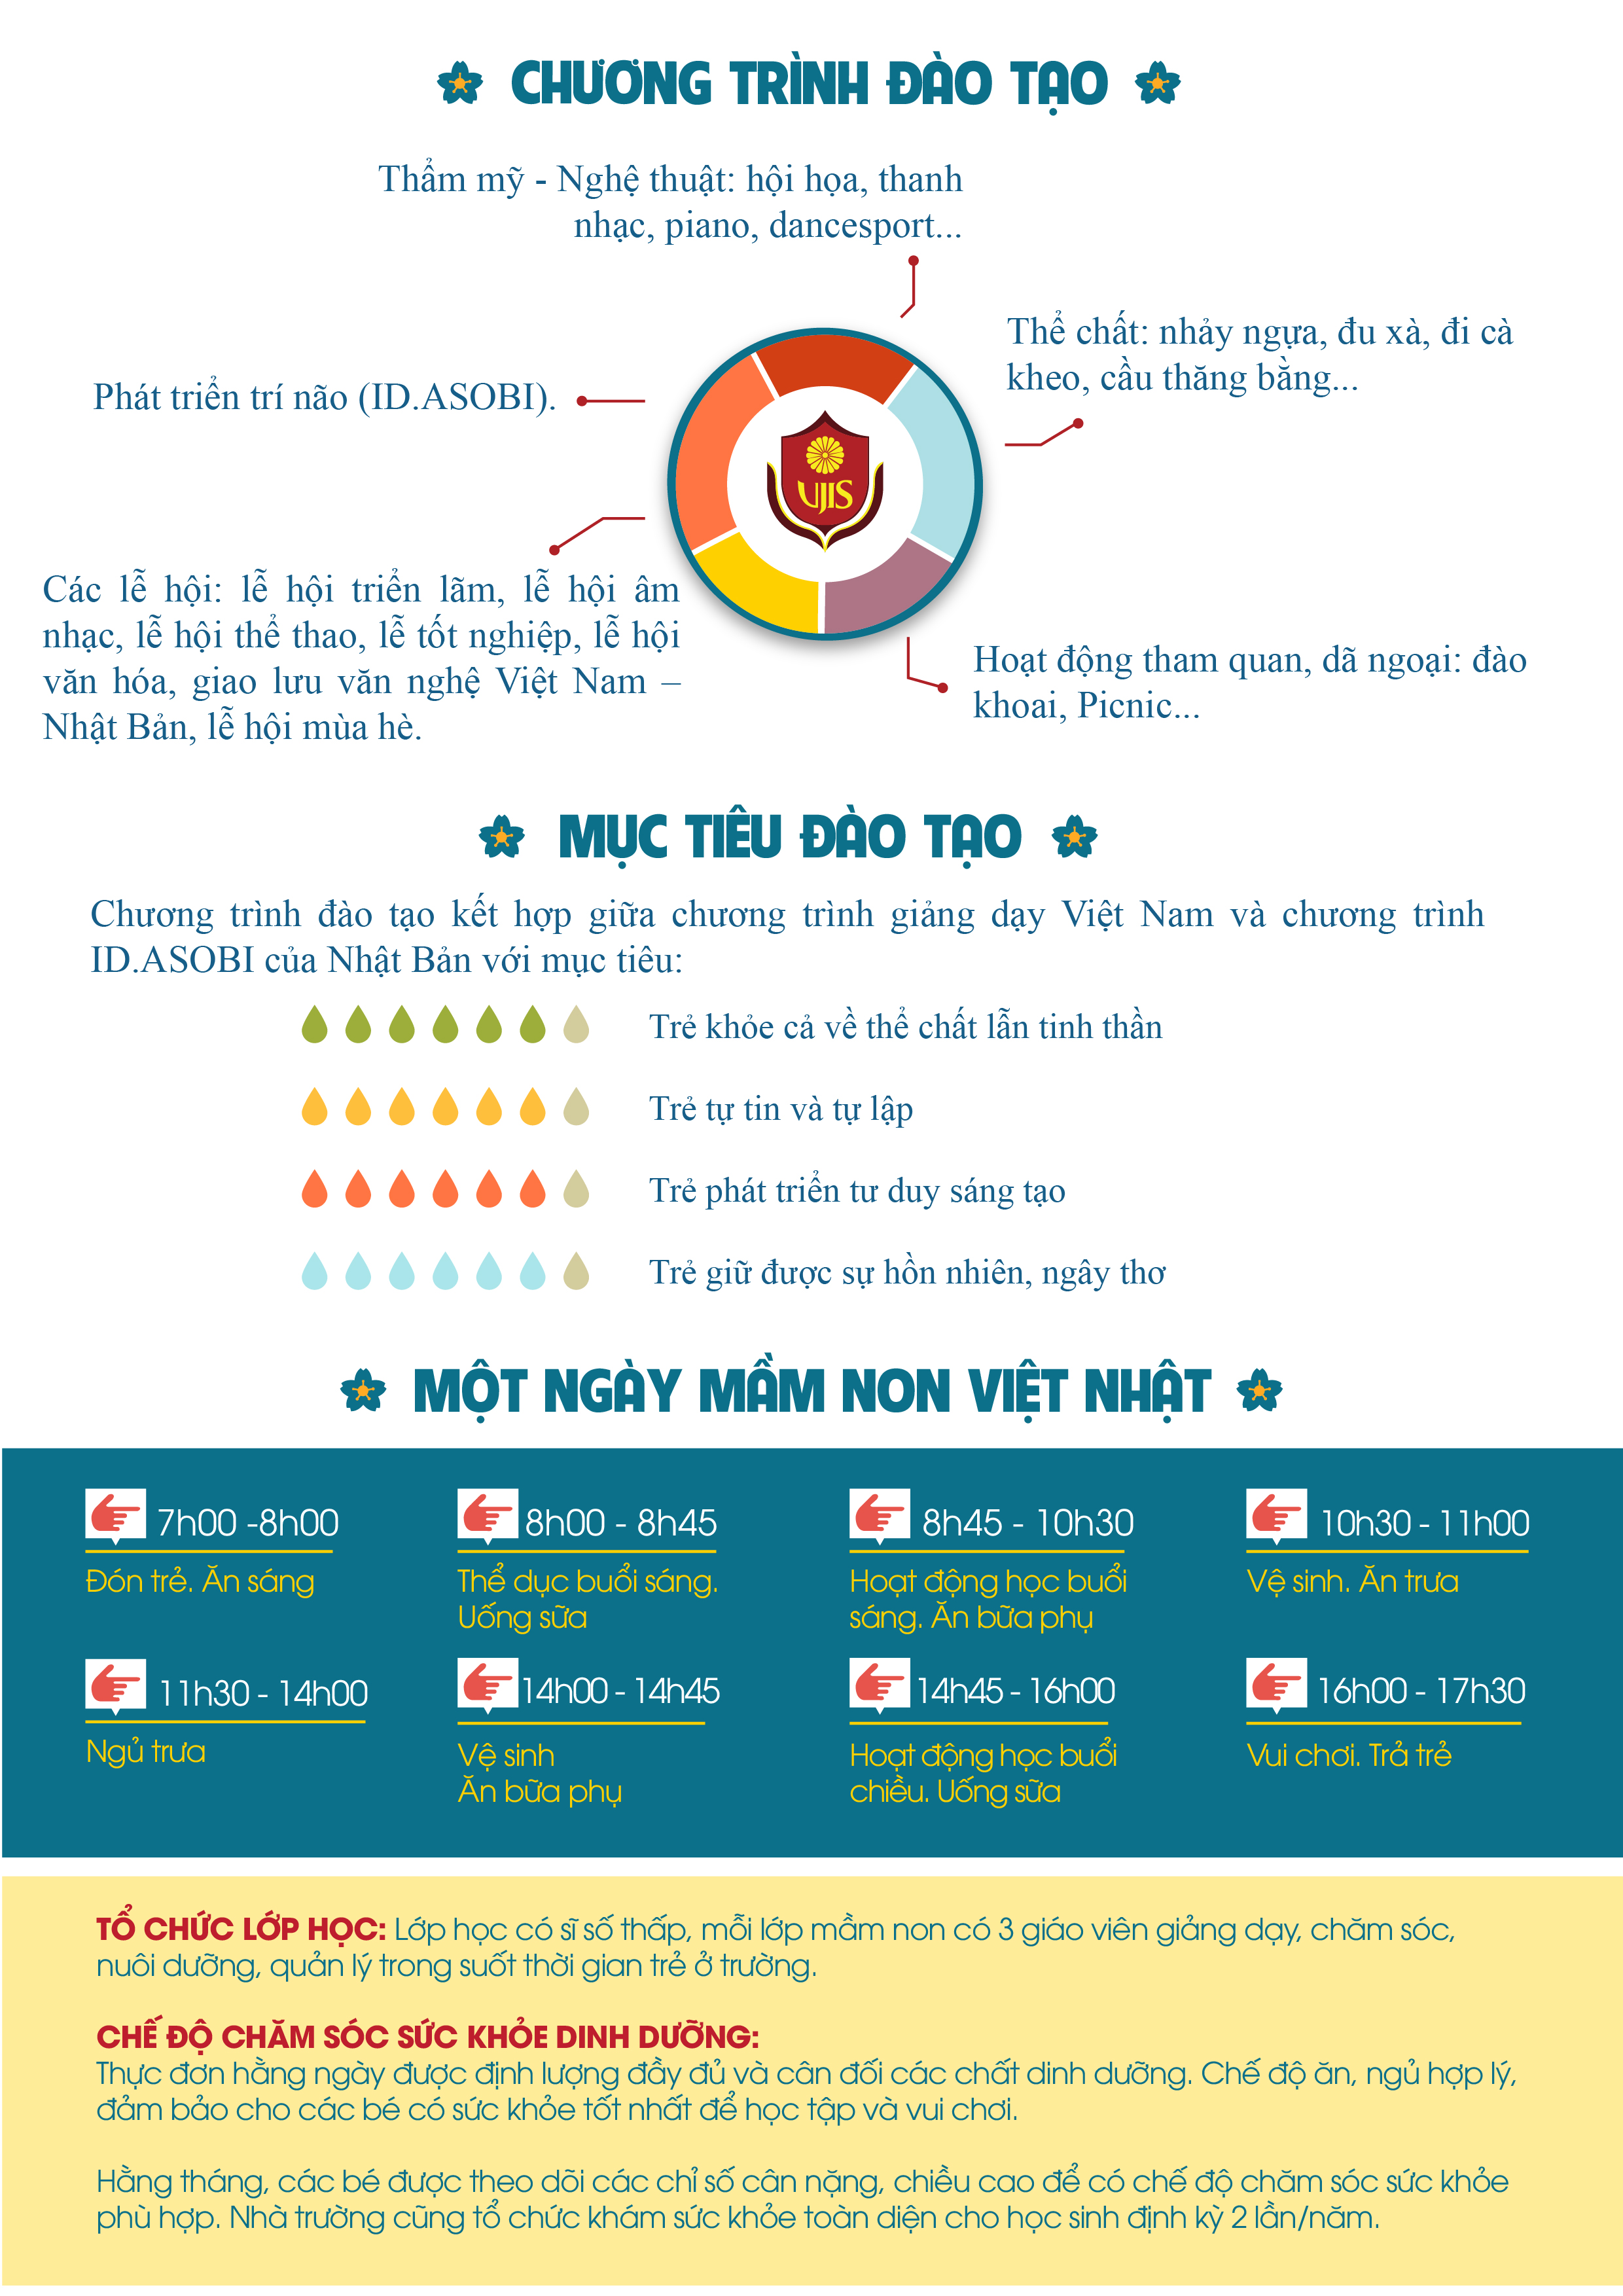 CHƯƠNG TRÌNH ĐÀO TẠO
Thẩm mỹ - Nghệ thuật: hội họa, thanh
nhạc, piano, dancesport...
Thể chất: nhảy ngựa, đu xà, đi cà
kheo, cầu thăng bằng...
Phát triển trí não (ID.ASOBI).
VJIS
Các lễ hội: lễ hội triển lãm, lễ hội âm
nhạc, lễ hội thể thao, lễ tốt nghiệp, lễ hội
văn hóa, giao lưu văn nghệ Việt Nam –
Nhật Bản, lễ hội mùa hè.
Hoạt động tham quan, dã ngoại: đào
khoai, Picnic...
MỤC TIÊU ĐÀO TẠO
Chương trình đào tạo kết hợp giữa chương trình giảng dạy Việt Nam và chương trình
ID.ASOBI của Nhật Bản với mục tiêu:
Trẻ khỏe cả về thể chất lẫn tinh thần
Trẻ tự tin và tự lập
Trẻ phát triển tư duy sáng tạo
Trẻ giữ được sự hồn nhiên, ngây thơ
MỘT NGÀY MẦM NON VIỆT NHẬT
7h00 -8h00
Đón trẻ. Ăn sáng
8h00 - 8h45
Thể dục buổi sáng.
Uống sữa
8h45 - 10h30
Hoạt động học buổi
sáng. Ăn bữa phụ
10h30 - 11h00
Vệ sinh. Ăn trưa
11h30 - 14h00
Ngủ trưa
14h00 - 14h45
Vệ sinh
Ăn bữa phụ
14h45 - 16h00
Hoạt động học buổi
chiều. Uống sữa
16h00 - 17h30
Vui chơi. Trả trẻ
TỔ CHỨC LỚP HỌC: Lớp học có sĩ số thấp, mỗi lớp mầm non có 3 giáo viên giảng dạy, chăm sóc,
nuôi dưỡng, quản lý trong suốt thời gian trẻ ở trường.
CHẾ ĐỘ CHĂM SÓC SỨC KHỎE DINH DƯỠNG:
Thực đơn hằng ngày được định lượng đầy đủ và cân đối các chất dinh dưỡng. Chế độ ăn, ngủ hợp lý,
đảm bảo cho các bé có sức khỏe tốt nhất để học tập và vui chơi.
Hằng tháng, các bé được theo dõi các chỉ số cân nặng, chiều cao để có chế độ chăm sóc sức khỏe
phù hợp. Nhà trường cũng tổ chức khám sức khỏe toàn diện cho học sinh định kỳ 2 lần/năm.